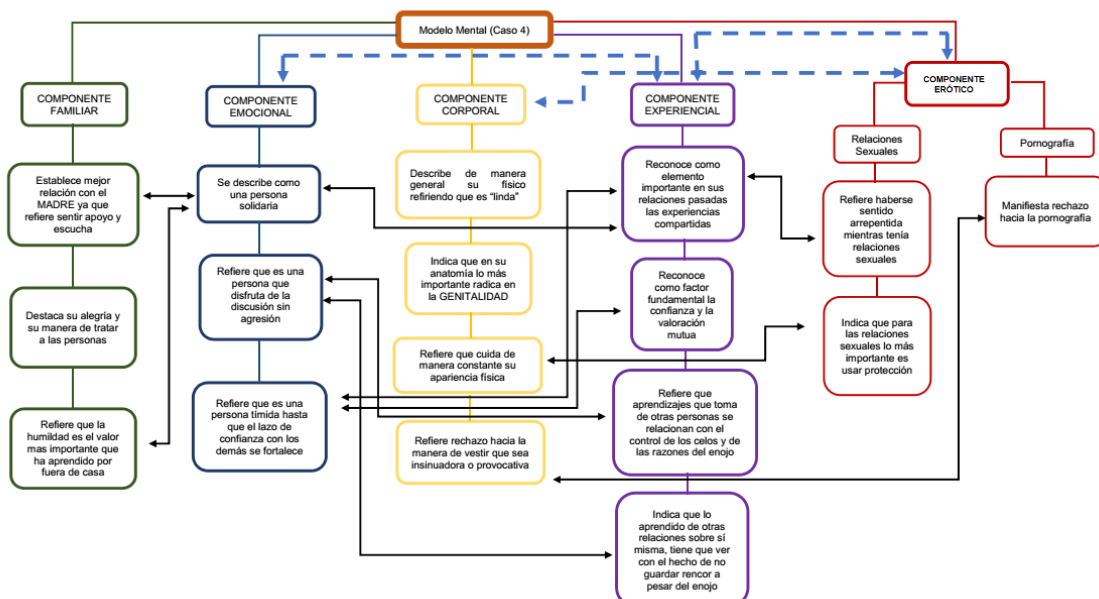 Modelo Mental (Caso 4)
COMPONENTE
FAMILIAR
Establece mejor
relación con el
MADRE ya que
refiere sentir apoyo y
escucha
Destaca su alegría y
su manera de tratar
a las personas
Refiere que la
humildad es el valor
mas importante que
ha aprendido por
fuera de casa
COMPONENTE
EMOCIONAL
Se describe como
una persona
solidaria
Refiere que es una
persona que
disfruta de la
discusión sin
agresión
Refiere que es una
persona tímida hasta
que el lazo de
confianza con los
demás se fortalece
COMPONENTE
CORPORAL
Describe de manera
general su físico
refiriendo que es “linda”
Indica que en su
anatomía lo más
importante radica en
la GENITALIDAD
Refiere que cuida de
manera constante su
apariencia física
Refiere rechazo hacia la
manera de vestir que sea
insinuadora o provocativa
COMPONENTE
EXPERIENCIAL
Reconoce como
elemento
importante en sus
relaciones pasadas
las experiencias
compartidas
Reconoce
como factor
fundamental la
confianza y la
valoración
mutua
Refiere que
aprendizajes que toma
de otras personas se
relacionan con el
control de los celos y de
las razones del enojo
Indica que lo
aprendido de otras
relaciones sobre sí
misma, tiene que ver
con el hecho de no
guardar rencor a
pesar del enojo
COMPONENTE
ERÓTICO
Relaciones
Sexuales
Refiere haberse
sentido
arrepentida
mientras tenía
relaciones
sexuales
Indica que para
las relaciones
sexuales lo más
importante es
usar protección
Pornografía
Manifiesta rechazo
hacia la pornografía